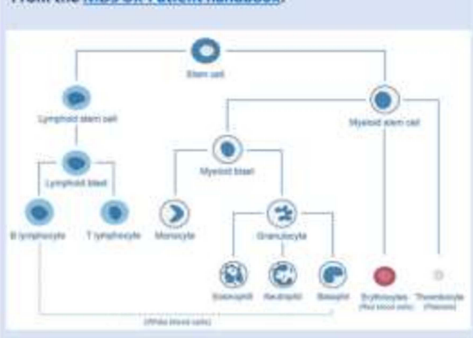 From the MDS UK Patient handbook:
Stem cell
Lymphoid stem cell
Myeloid stem cell
Lymphoid blast
Myeloid blast
B lymphocyte
T lymphocyte
Monocyte
Granulocyte
Eosinophil
Neutrophil
Basophil
Erythrocytes
(Red blood cells)
Thrombocyte
(Platelets)
(White blood cells)